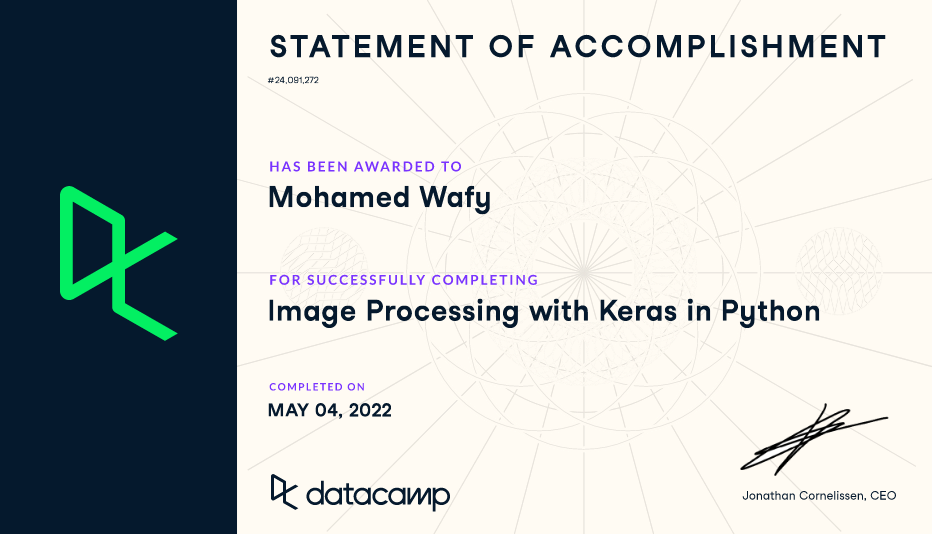 STATEMENT OF ACCOMPLISHMENT
#24,091,272
HAS BEEN AWARDED TO
Mohamed Wafy
FOR SUCCESSFULLY COMPLETING
Image Processing with Keras in Python
COMPLETED ON
MAY 04, 2022
datacamp
Jonathan Cornelissen, CEO